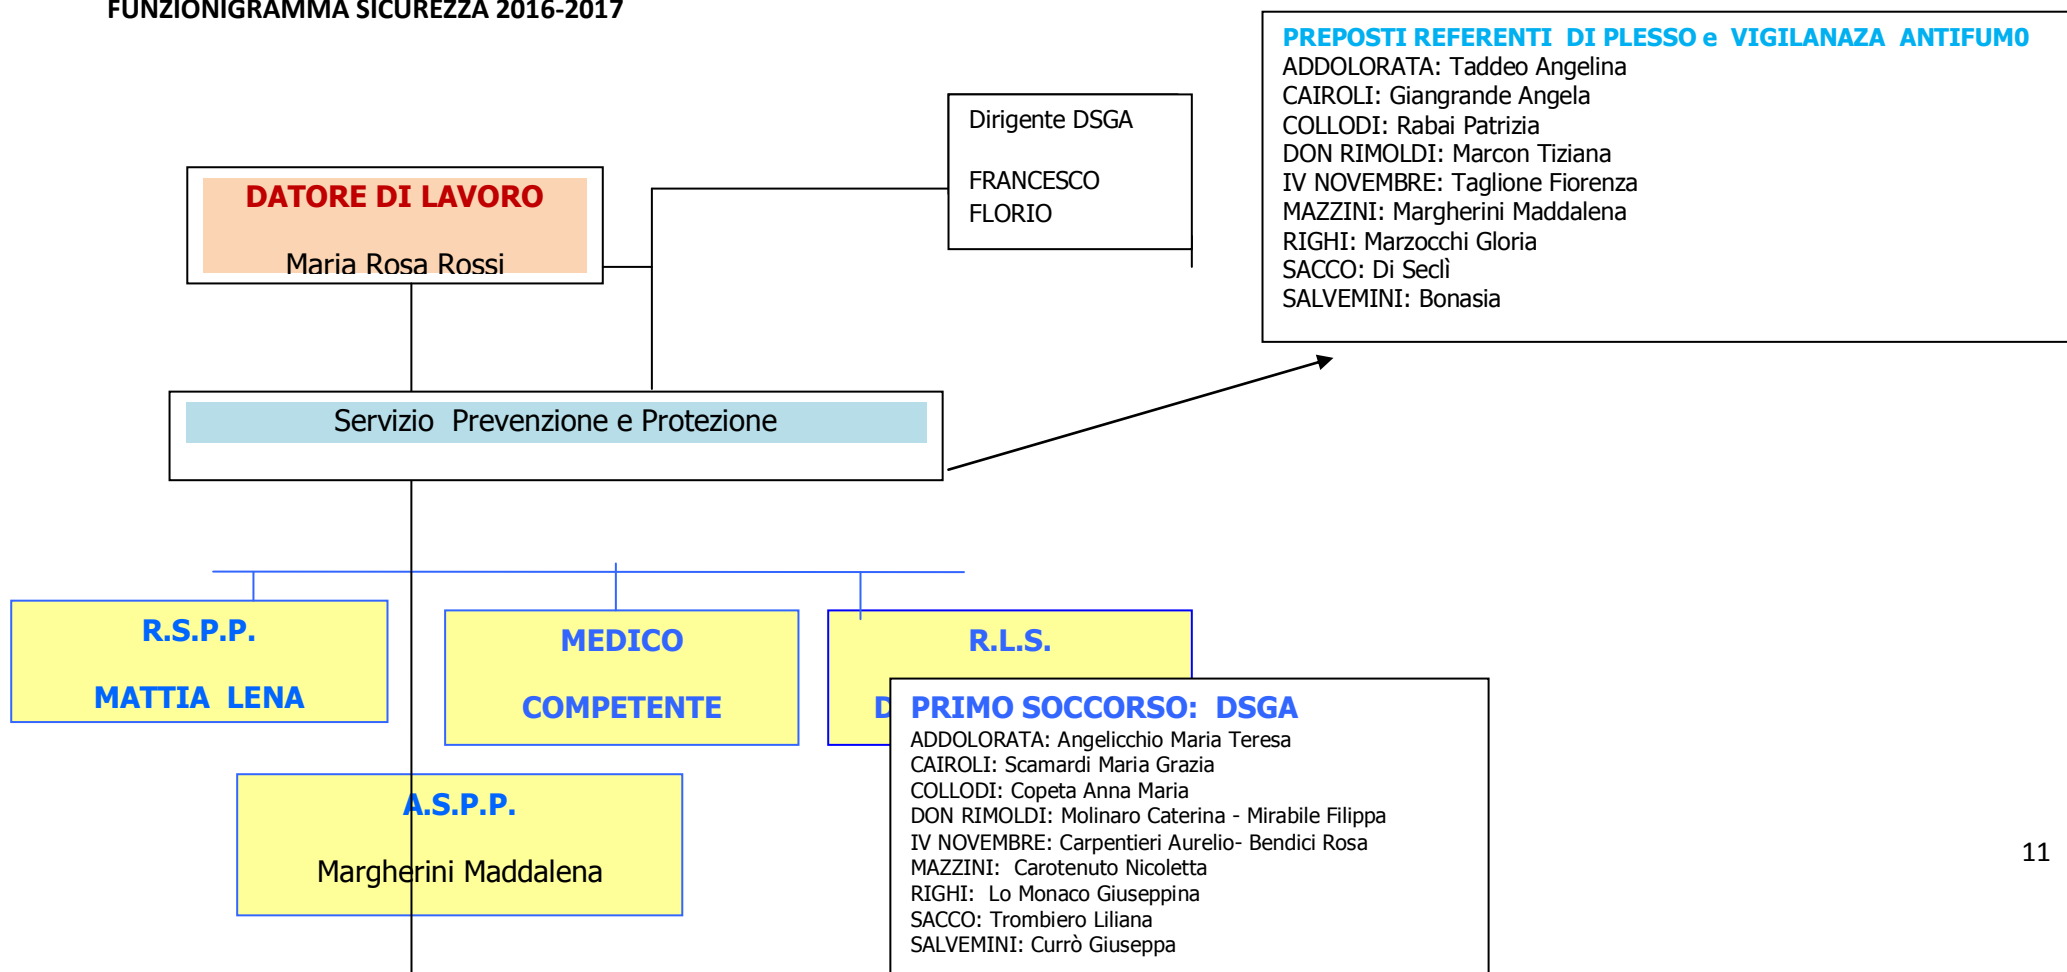 FUNZIONIGRAMMA SICUREZZA 2016-2017
PREPOSTI REFERENTI DI PLESSO e VIGILANAZA ANTIFUM0
ADDOLORATA: Taddeo Angelina
CAIROLI: Giangrande Angela
COLLODI: Rabai Patrizia
DON RIMOLDI: Marcon Tiziana
IV NOVEMBRE: Taglione Fiorenza
MAZZINI: Margherini Maddalena
RIGHI: Marzocchi Gloria
SACCO: Di Seclì
SALVEMINI: Bonasia
Dirigente DSGA
FRANCESCO
FLORIO
DATORE DI LAVORO
Maria Rosa Rossi
Servizio Prevenzione e Protezione
R.S.P.P.
MATTIA LENA
MEDICO
COMPETENTE
R.L.S.
D
PRIMO SOCCORSO: DSGA
ADDOLORATA: Angelicchio Maria Teresa
CAIROLI: Scamardi Maria Grazia
COLLODI: Copeta Anna Maria
DON RIMOLDI: Molinaro Caterina - Mirabile Filippa
IV NOVEMBRE: Carpentieri Aurelio- Bendici Rosa
MAZZINI: Carotenuto Nicoletta
RIGHI: Lo Monaco Giuseppina
SACCO: Trombiero Liliana
SALVEMINI: Currò Giuseppa
A.S.P.P.
Margherini Maddalena
11